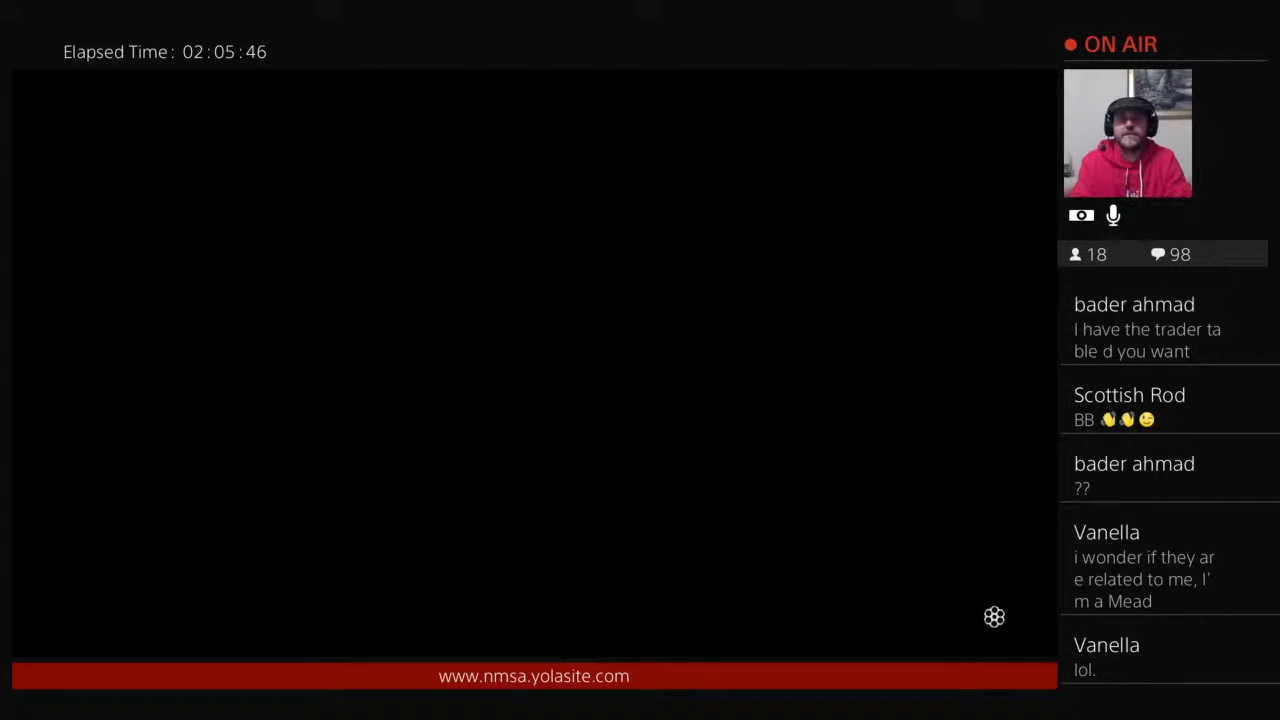 Elapsed Time: 02:05:46
ON AIR
18 98
bader ahmad
I have the trader ta
ble d you want
Scottish Rod
BB 👋👋😉
bader ahmad
??
Vanella
i wonder if they ar
e related to me, I'
m a Mead
Vanella
lol.
www.nmsa.yolasite.com